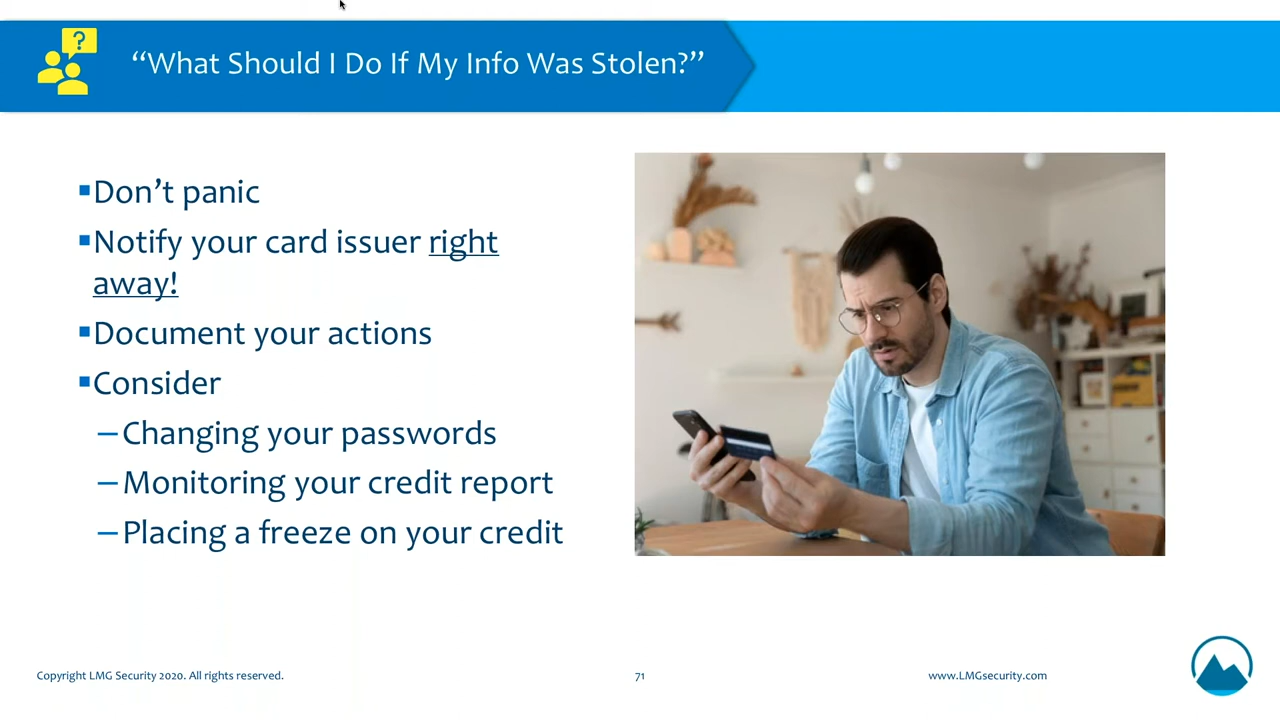 ?
“What Should I Do If My Info Was Stolen?”
▪Don’t panic
▪Notify your card issuer right
away!
▪Document your actions
▪Consider
–Changing your passwords
–Monitoring your credit report
–Placing a freeze on your credit
Copyright LMG Security 2020. All rights reserved.
71
www.LMGsecurity.com